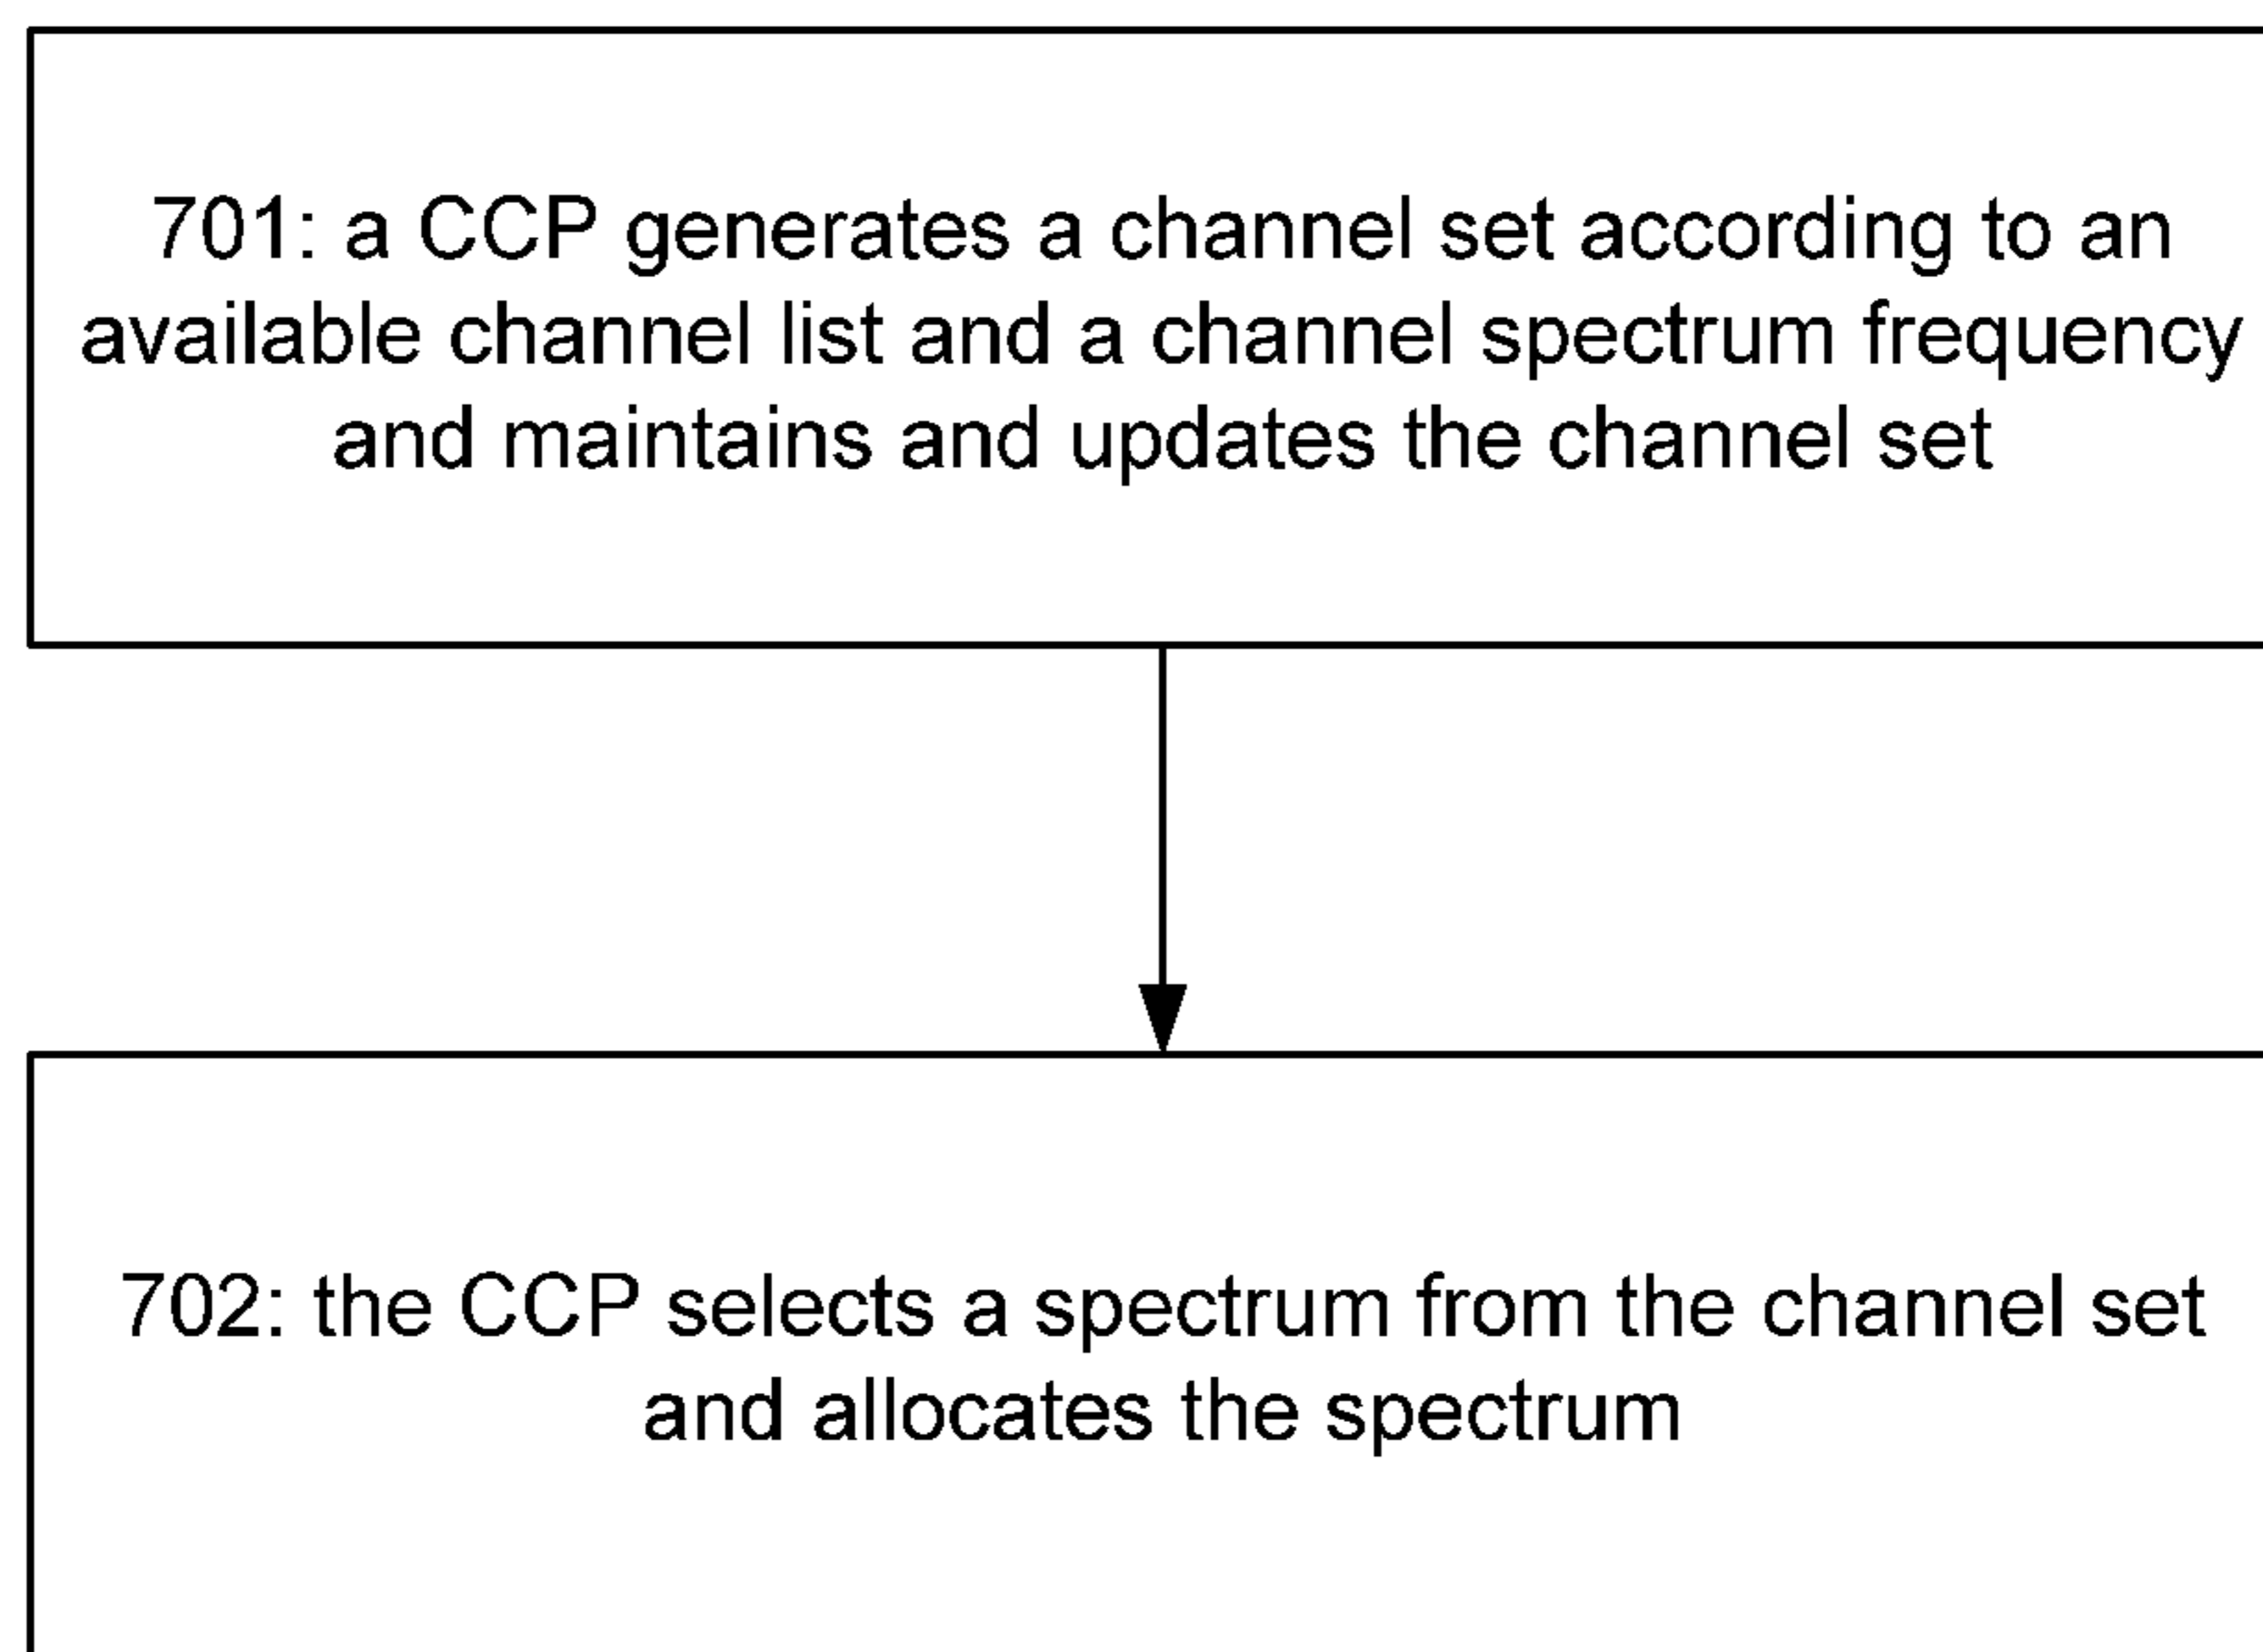 701: a CCP generates a channel set according to an
available channel list and a channel spectrum frequency
and maintains and updates the channel set
702: the CCP selects a spectrum from the channel set
and allocates the spectrum